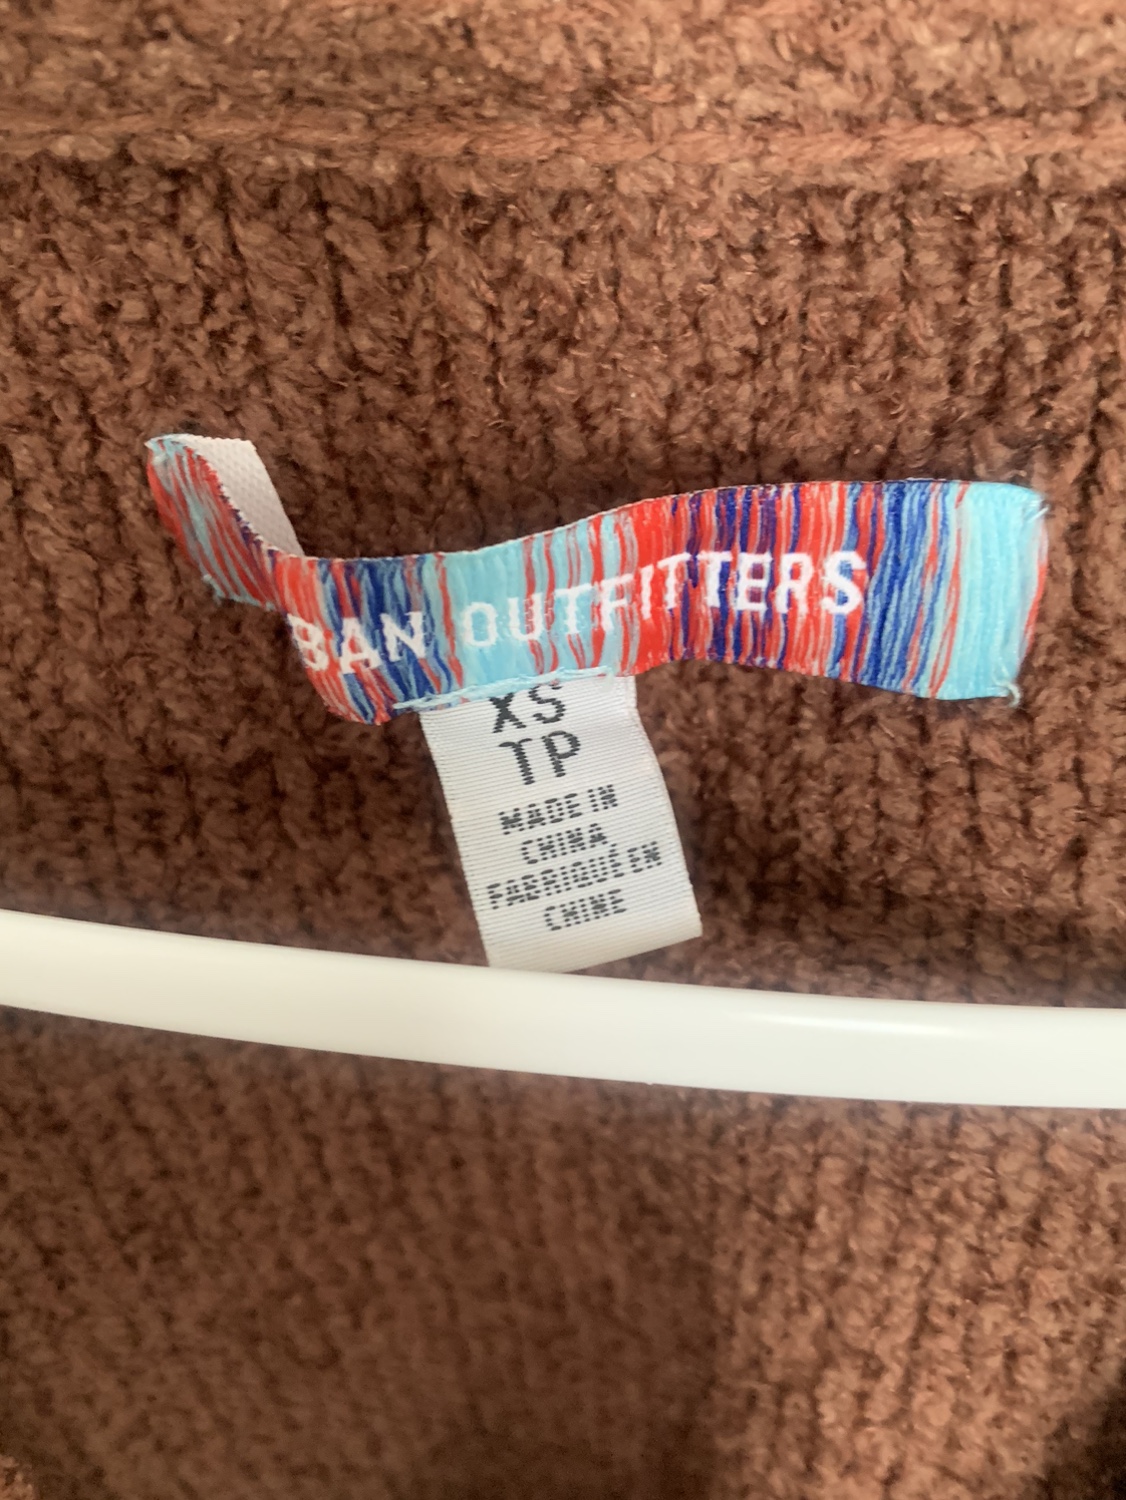 BAN OUTFITTERS
XS
TP
MADE IN
CHINA
FABRIQUÉ EN
CHINE